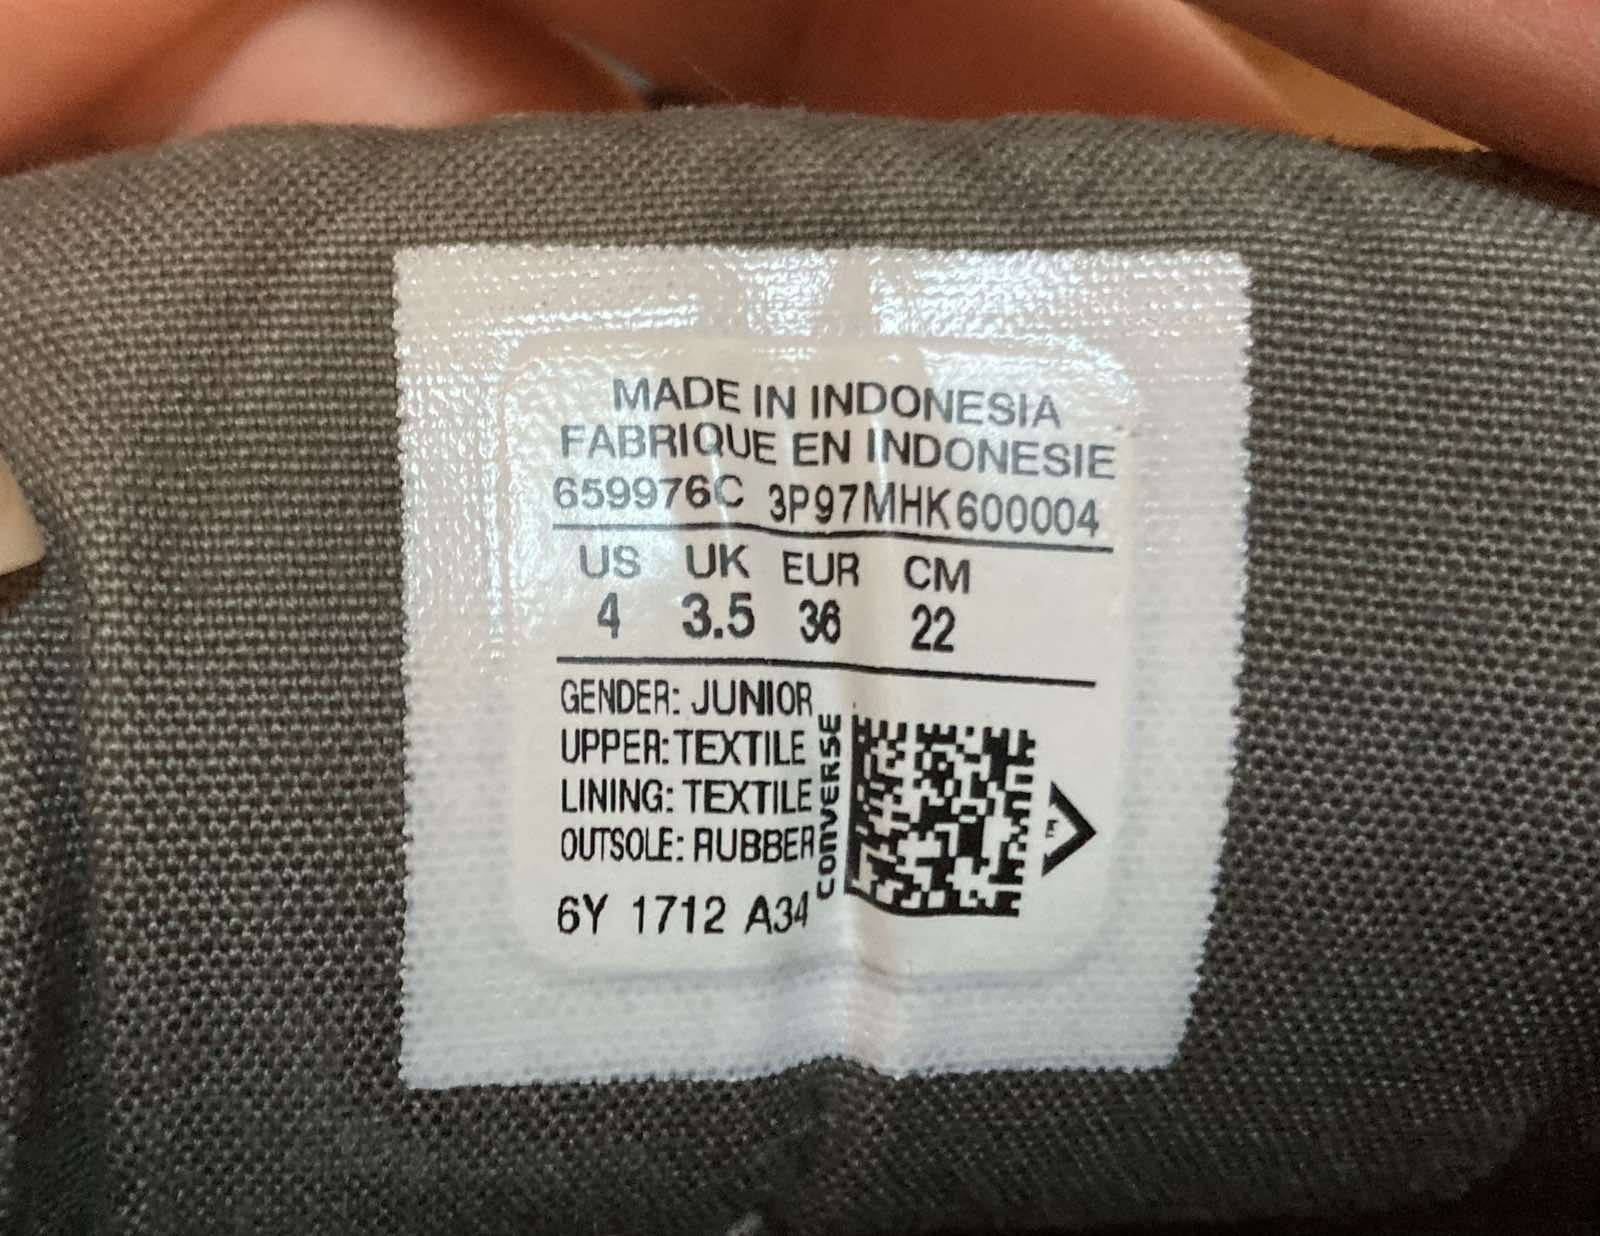 MADE IN INDONESIA
FABRIQUE EN INDONESIE
659976C 3P97MHK600004
US UK EUR CM
4 3.5 36 22
GENDER: JUNIOR
UPPER: TEXTILE
LINING: TEXTILE
OUTSOLE: RUBBER
6Y 1712 A34
CONVERSE
E